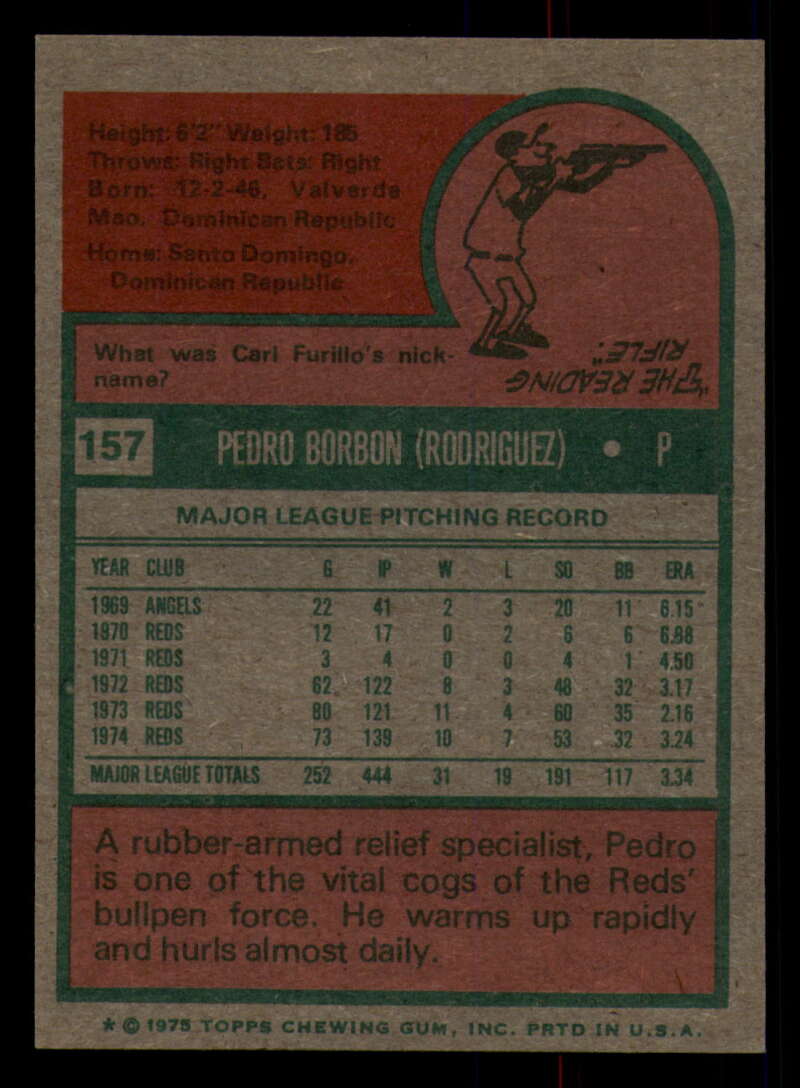 Height: 6'2" Weight: 185
Throws: Right Bats: Right
Born: 12-2-46, Valverde
Mao, Dominican Republic
Home: Santo Domingo,
Dominican Republic
What was Carl Furillo's nick-
name?
"THE READING
RIFLE."
157 PEDRO BORBON (RODRIGUEZ) • P
MAJOR LEAGUE PITCHING RECORD
YEAR CLUB G IP W L SO BB ERA
1969 ANGELS 22 41 2 3 20 11 6.15
1970 REDS 12 17 0 2 6 6 6.88
1971 REDS 3 4 0 0 4 1 4.50
1972 REDS 62 122 8 3 48 32 3.17
1973 REDS 80 121 11 4 60 35 2.16
1974 REDS 73 139 10 7 53 32 3.24
MAJOR LEAGUE TOTALS 252 444 31 19 191 117 3.34
A rubber-armed relief specialist, Pedro
is one of the vital cogs of the Reds'
bullpen force. He warms up rapidly
and hurls almost daily.
* © 1975 TOPPS CHEWING GUM, INC. PRTD IN U.S.A.